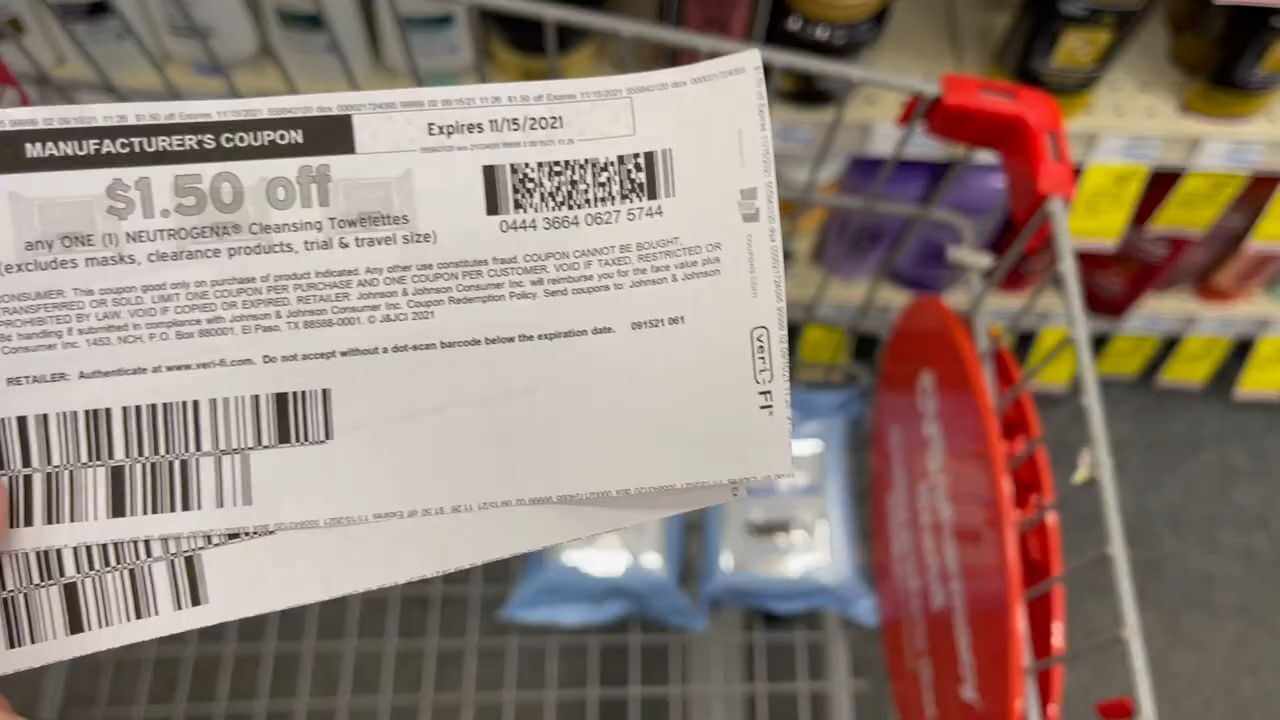 MANUFACTURER'S COUPON
Expires 11/15/2021
$1.50 off
any ONE (1) NEUTROGENA® Cleansing Towelettes
(excludes masks, clearance products, trial & travel size)
0444 3664 0627 5744
CONSUMER: This coupon good only on purchase of product indicated. Any other use constitutes fraud. COUPON CANNOT BE BOUGHT,
TRANSFERRED OR SOLD. LIMIT ONE COUPON PER PURCHASE AND ONE COUPON PER CUSTOMER. VOID IF TAXED, RESTRICTED OR
PROHIBITED BY LAW. VOID IF COPIED OR EXPIRED. RETAILER: Johnson & Johnson Consumer Inc. will reimburse you for the face value plus
8¢ handling if submitted in compliance with Johnson & Johnson Consumer Inc. Coupon Redemption Policy. Send coupons to: Johnson & Johnson
Consumer Inc. 1453, NCH, P.O. Box 880001, El Paso, TX 88588-0001. © J&JCI 2021
RETAILER: Authenticate at www.veri-fi.com. Do not accept without a dot-scan barcode below the expiration date. 091521 061
coupons.com
veri-fi